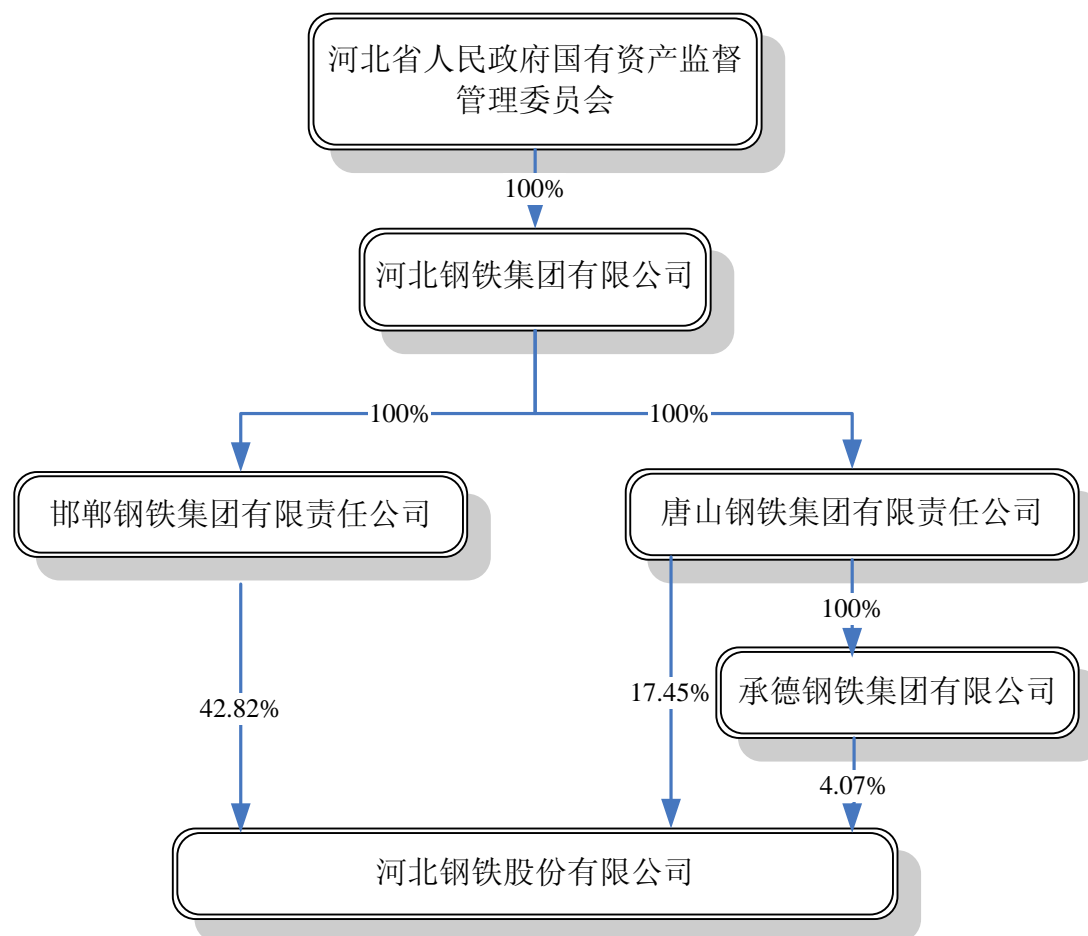 河北省人民政府国有资产监督
管理委员会
100%
河北钢铁集团有限公司
100%
100%
邯郸钢铁集团有限责任公司
唐山钢铁集团有限责任公司
100%
42.82%
17.45%
承德钢铁集团有限公司
4.07%
河北钢铁股份有限公司